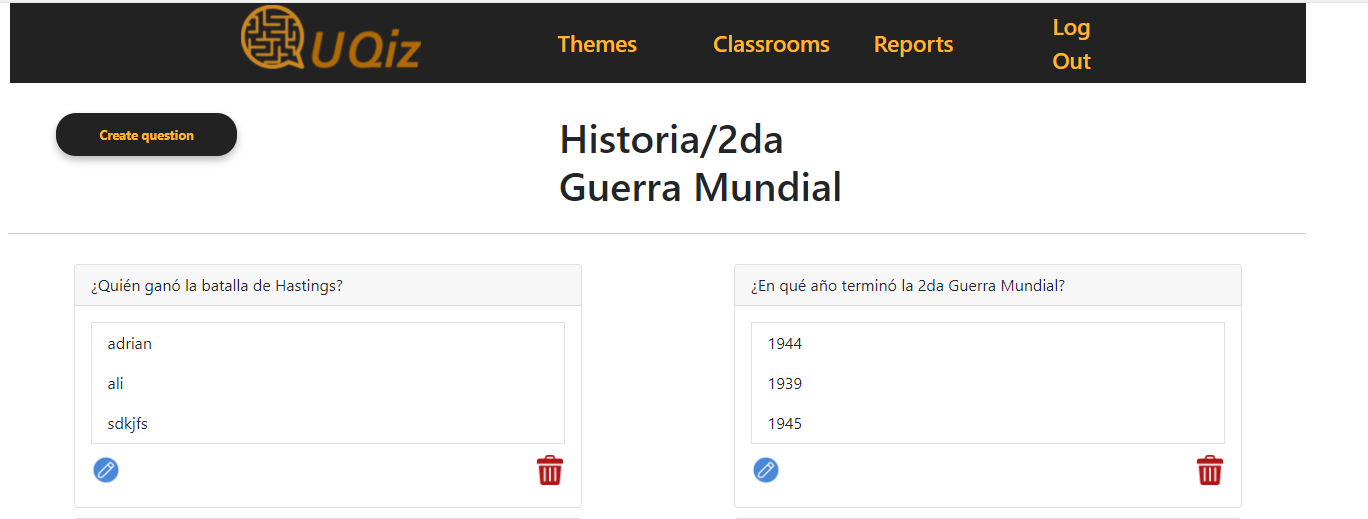 UQiz
Themes
Classrooms
Reports
Log
Out
Create question
Historia/2da
Guerra Mundial
¿Quién ganó la batalla de Hastings?
adrian
ali
sdkjfs
¿En qué año terminó la 2da Guerra Mundial?
1944
1939
1945